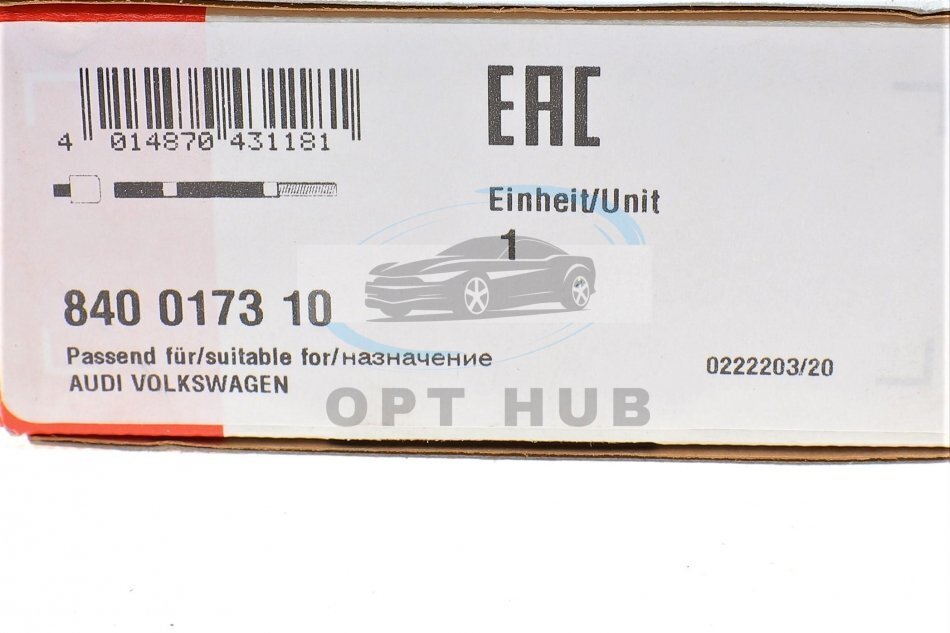 4 014870 431181
EAC
Einheit/Unit
1
840 0173 10
Passend für/suitable for/назначение
AUDI VOLKSWAGEN
0222203/20
OPT HUB